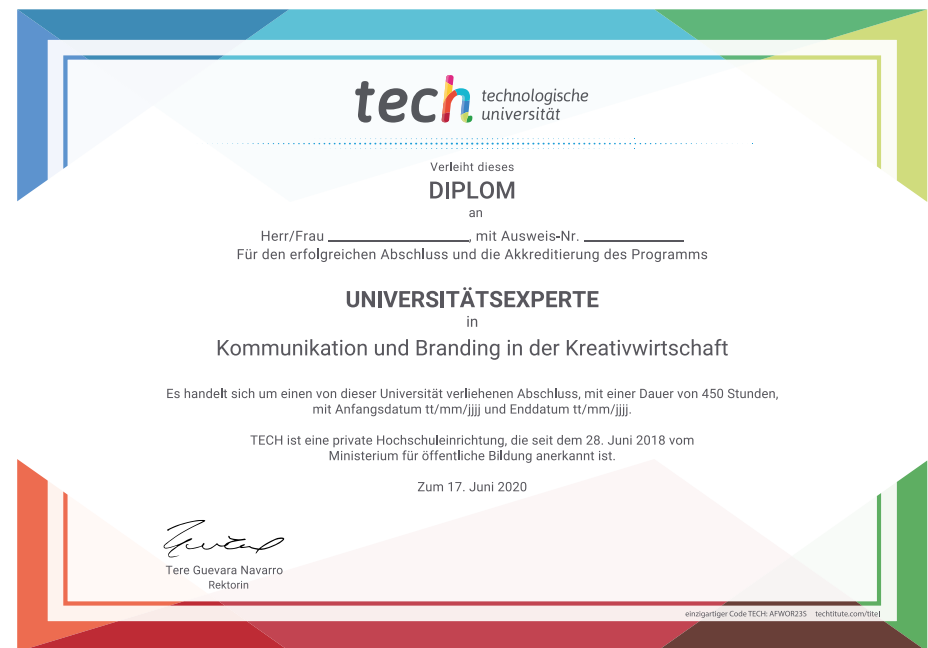 tech technologische
universität
Verleiht dieses
DIPLOM
an
Herr/Frau ____________, mit Ausweis-Nr. ____________
Für den erfolgreichen Abschluss und die Akkreditierung des Programms
UNIVERSITÄTSEXPERTE
in
Kommunikation und Branding in der Kreativwirtschaft
Es handelt sich um einen von dieser Universität verliehenen Abschluss, mit einer Dauer von 450 Stunden,
mit Anfangsdatum tt/mm/jjjj und Enddatum tt/mm/jjjj.
TECH ist eine private Hochschuleinrichtung, die seit dem 28. Juni 2018 vom
Ministerium für öffentliche Bildung anerkannt ist.
Zum 17. Juni 2020
Tere Guevara Navarro
Rektorin
einzigartiger Code TECH: AFWOR23S techtitute.com/titel